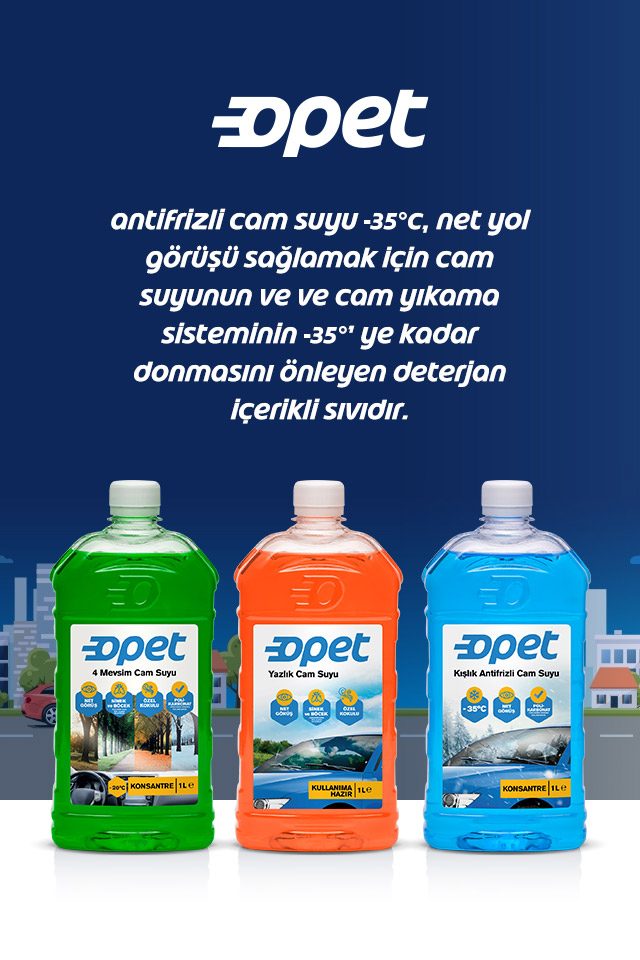 opet
antifrizli cam suyu -35°C, net yol
görüşü sağlamak için cam
suyunun ve ve cam yıkama
sisteminin -35°' ye kadar
donmasını önleyen deterjan
içerikli sıvıdır.
opet
4 Mevsim Cam Suyu
NET
GÖRÜŞ
SİNEK
ve BÖCEK
ÖZEL
KOKULU
POLİ-
KARBONAT
-20°C
KONSANTRE 1L e
opet
Yazlık Cam Suyu
NET
GÖRÜŞ
SİNEK
ve BÖCEK
ÖZEL
KOKULU
KULLANIMA
HAZIR 1L e
opet
Kışlık Antifrizli Cam Suyu
-35°C
NET
GÖRÜŞ
POLİ-
KARBONAT
KONSANTRE 1L e